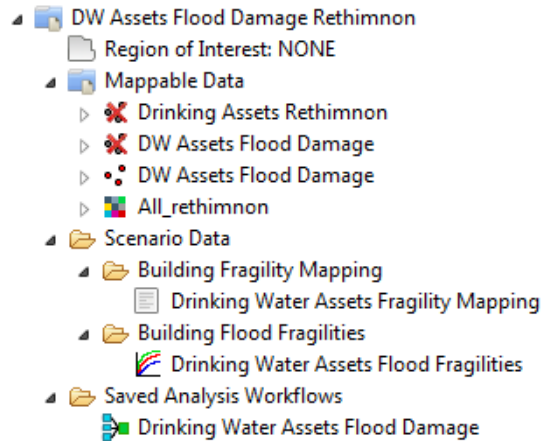 DW Assets Flood Damage Rethimnon
Region of Interest: NONE
Mappable Data
Drinking Assets Rethimnon
DW Assets Flood Damage
DW Assets Flood Damage
All_rethimnon
Scenario Data
Building Fragility Mapping
Drinking Water Assets Fragility Mapping
Building Flood Fragilities
Drinking Water Assets Flood Fragilities
Saved Analysis Workflows
Drinking Water Assets Flood Damage